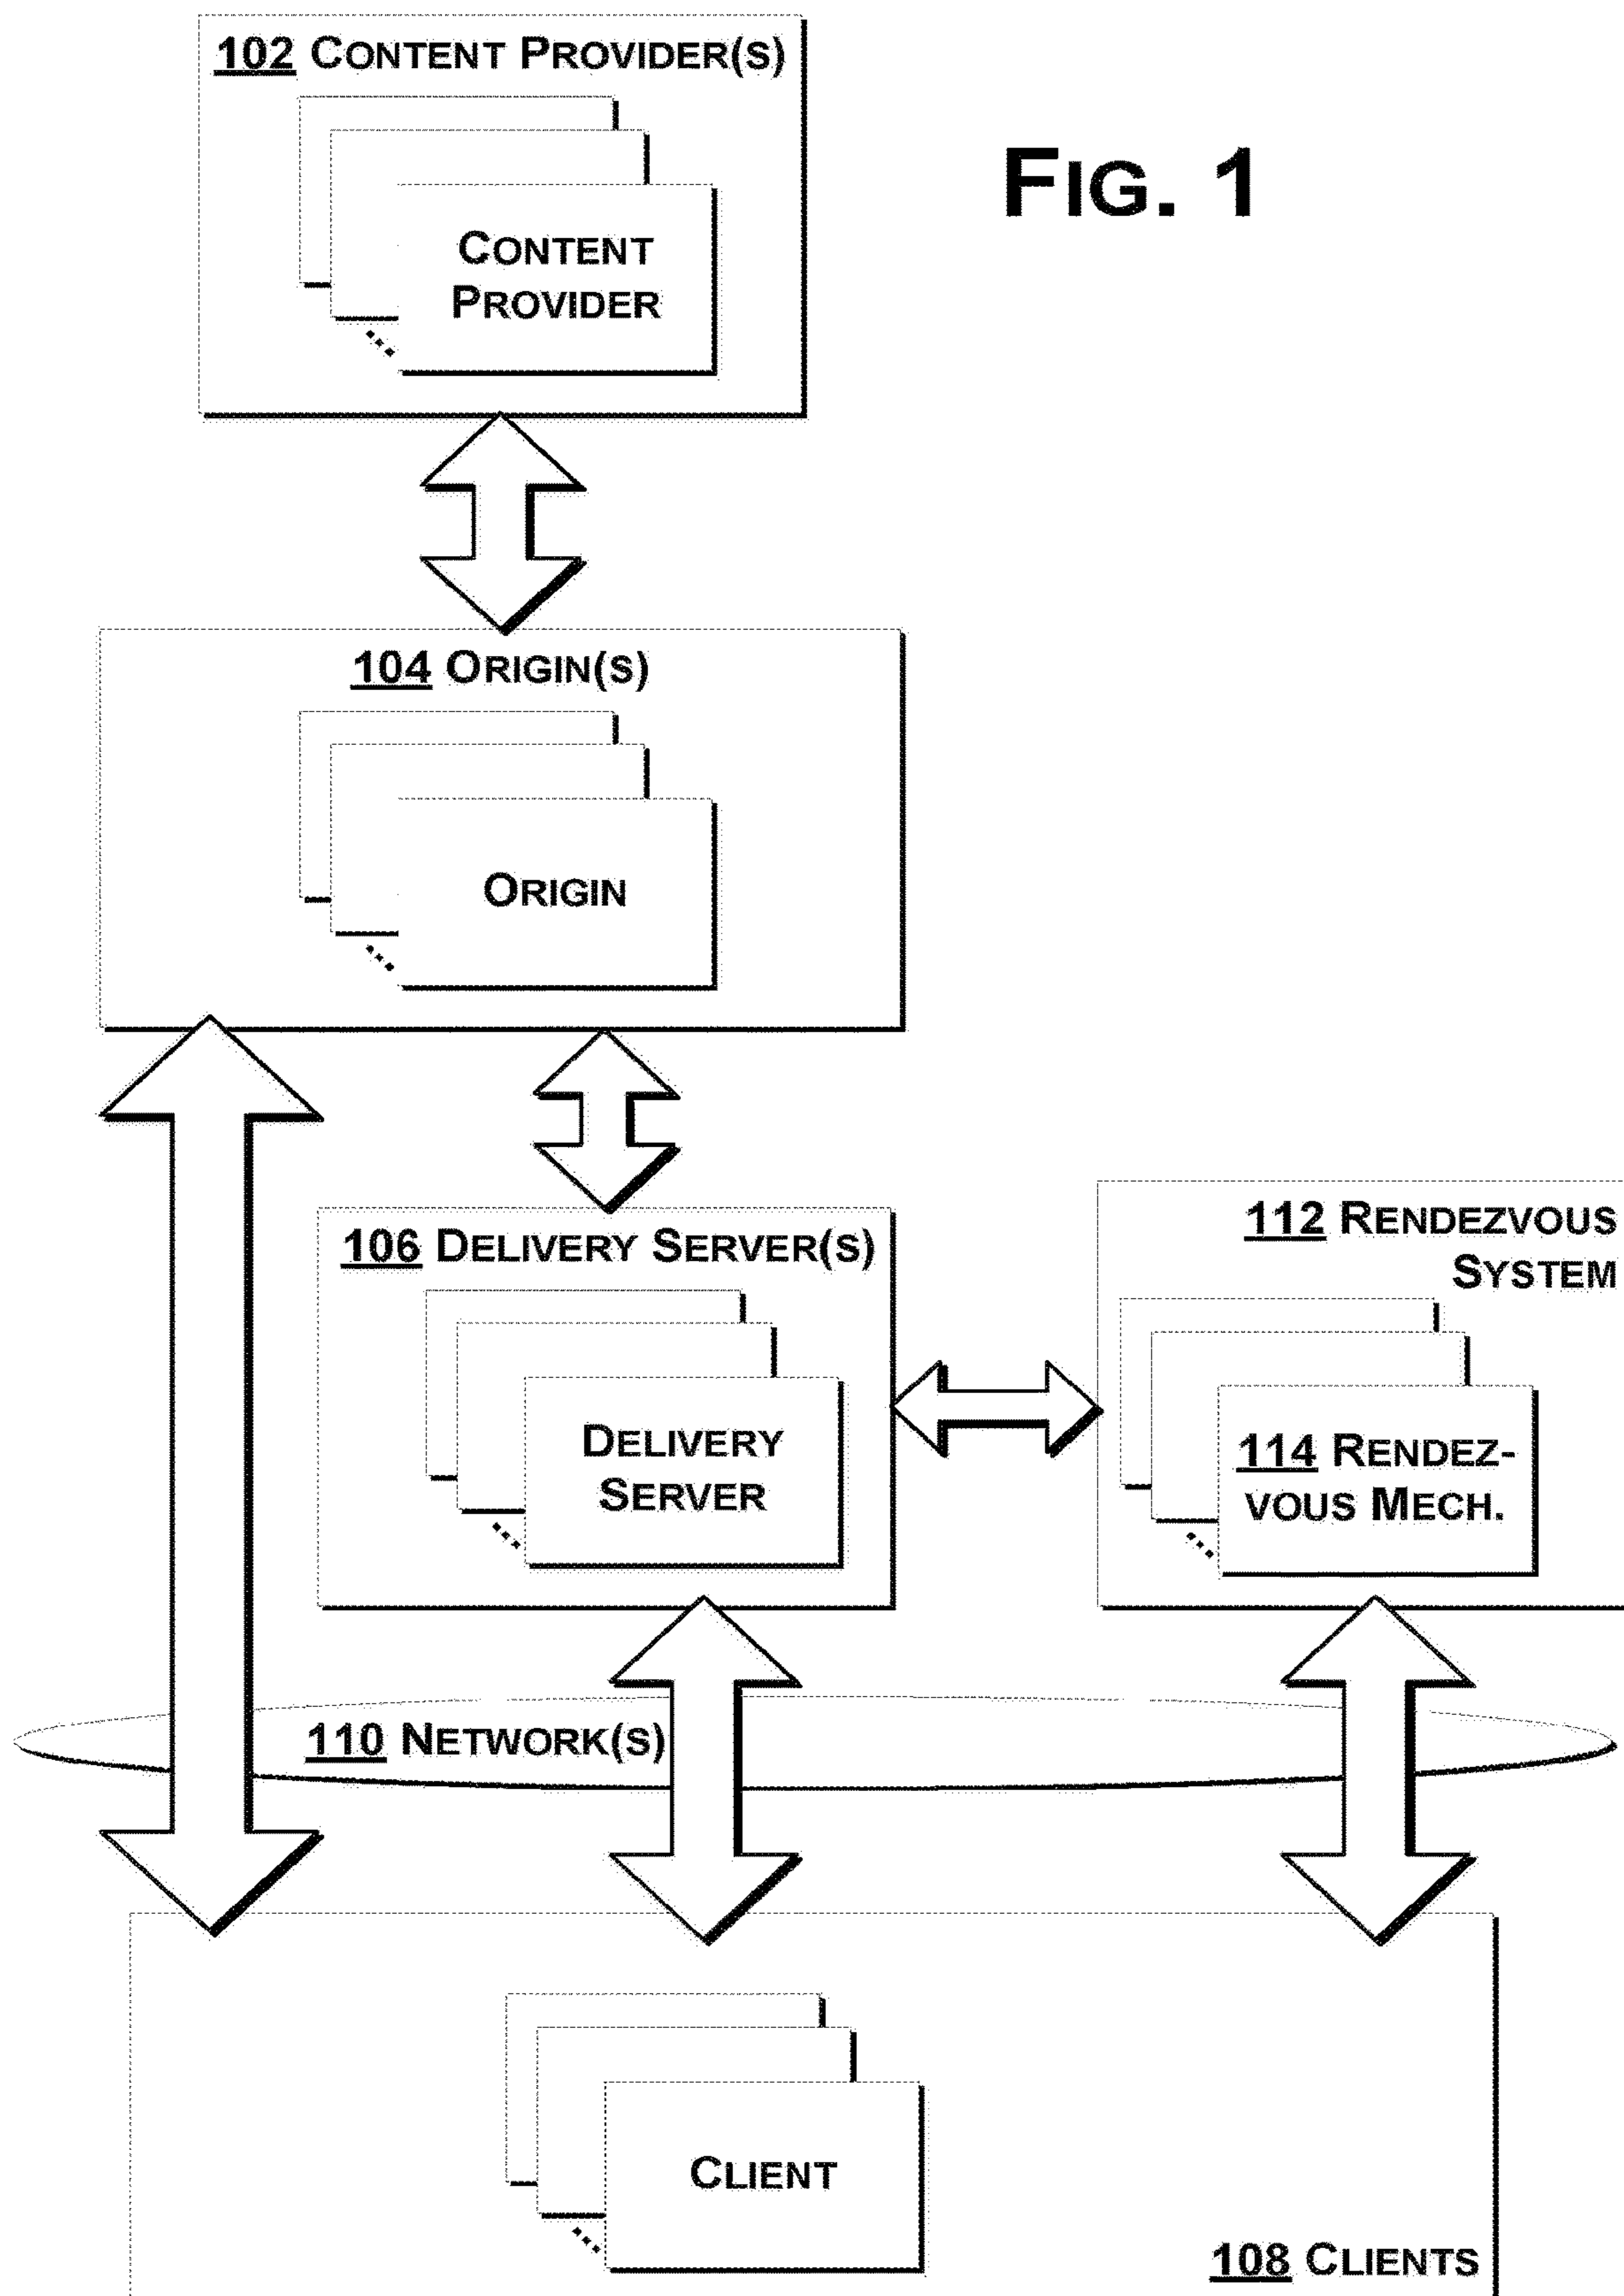 102 CONTENT PROVIDER(S)
FIG. 1
CONTENT
PROVIDER
104 ORIGIN(S)
ORIGIN
106 DELIVERY SERVER(S)
DELIVERY
SERVER
112 RENDEZVOUS
SYSTEM
114 RENDEZ-
VOUS MECH.
110 NETWORK(S)
CLIENT
108 CLIENTS